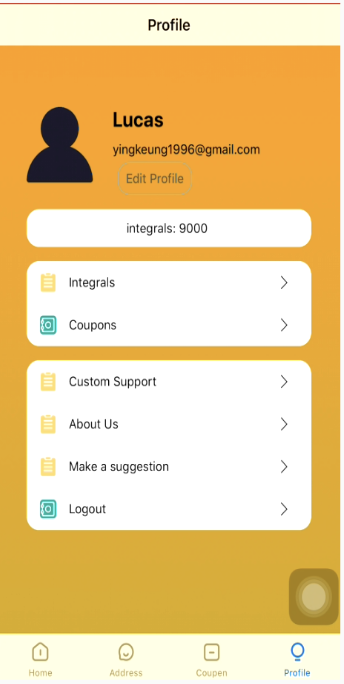 Profile
Lucas
yingkeung1996@gmail.com
Edit Profile
integrals: 9000
Integrals
Coupons
Custom Support
About Us
Make a suggestion
Logout
Home Address Coupen Profile